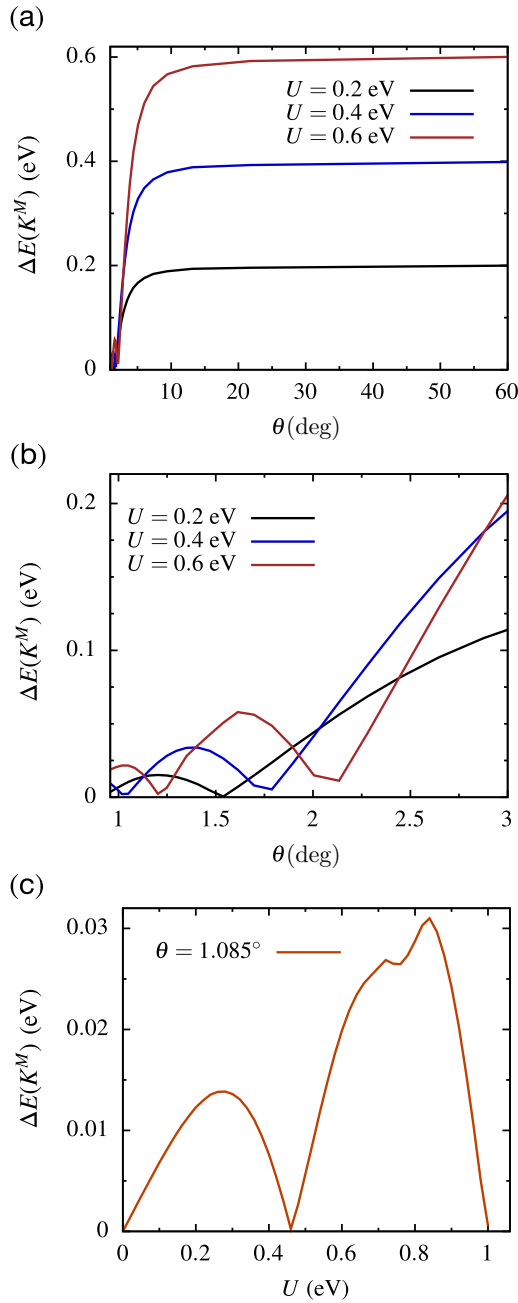 (a)
0.6
0.4
0.2
0
ΔE(K^M) (eV)
U = 0.2 eV
U = 0.4 eV
U = 0.6 eV
10 20 30 40 50 60
θ(deg)
(b)
0.2
0.1
0
ΔE(K^M) (eV)
U = 0.2 eV
U = 0.4 eV
U = 0.6 eV
1 1.5 2 2.5 3
θ(deg)
(c)
0.03
0.02
0.01
0
ΔE(K^M) (eV)
θ = 1.085°
0 0.2 0.4 0.6 0.8 1
U (eV)